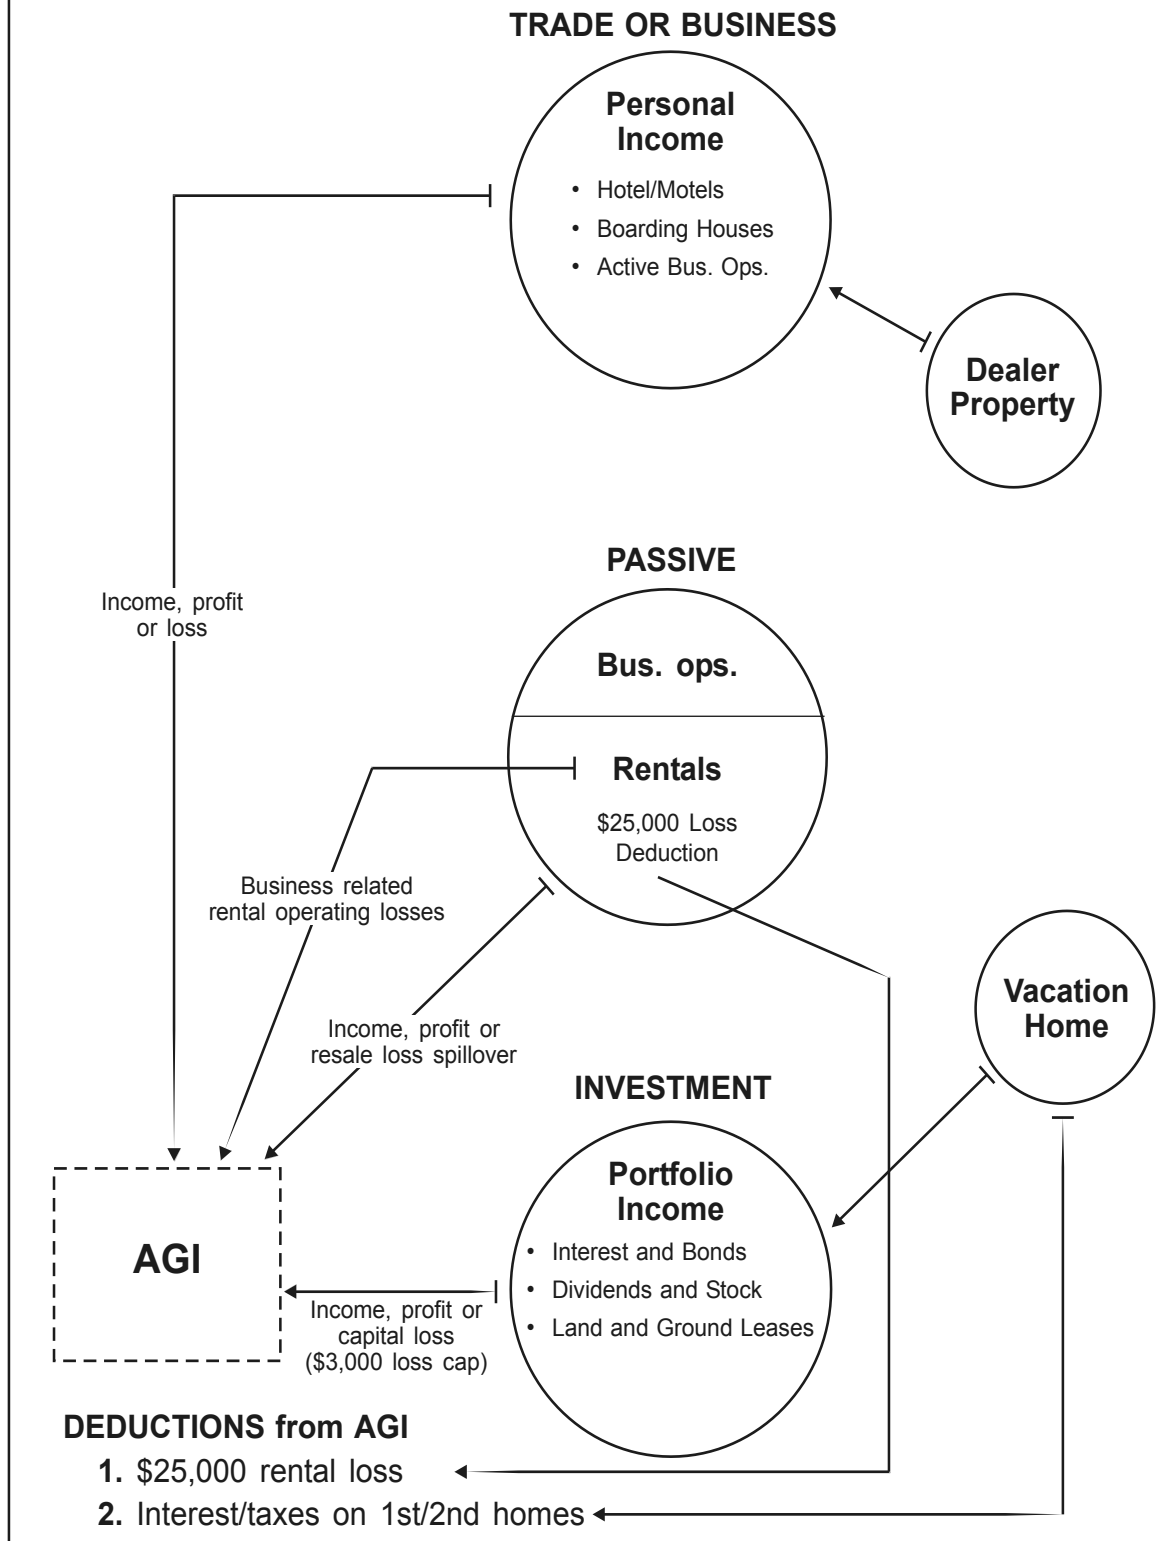 TRADE OR BUSINESS
Personal
Income
• Hotel/Motels
• Boarding Houses
• Active Bus. Ops.
Dealer
Property
Income, profit
or loss
PASSIVE
Bus. ops.
Rentals
$25,000 Loss
Deduction
Business related
rental operating losses
Income, profit or
resale loss spillover
Vacation
Home
INVESTMENT
Portfolio
Income
• Interest and Bonds
• Dividends and Stock
• Land and Ground Leases
AGI
Income, profit or
capital loss
($3,000 loss cap)
DEDUCTIONS from AGI
1. $25,000 rental loss
2. Interest/taxes on 1st/2nd homes